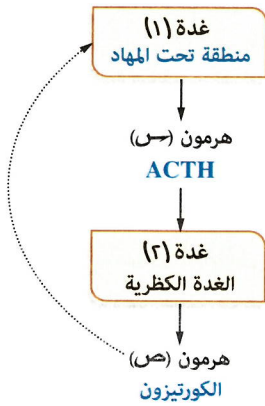 غدة (١)
منطقة تحت المهاد
هرمون (س)
ACTH
غدة (٢)
الغدة الكظرية
هرمون (ص)
الكورتيزون